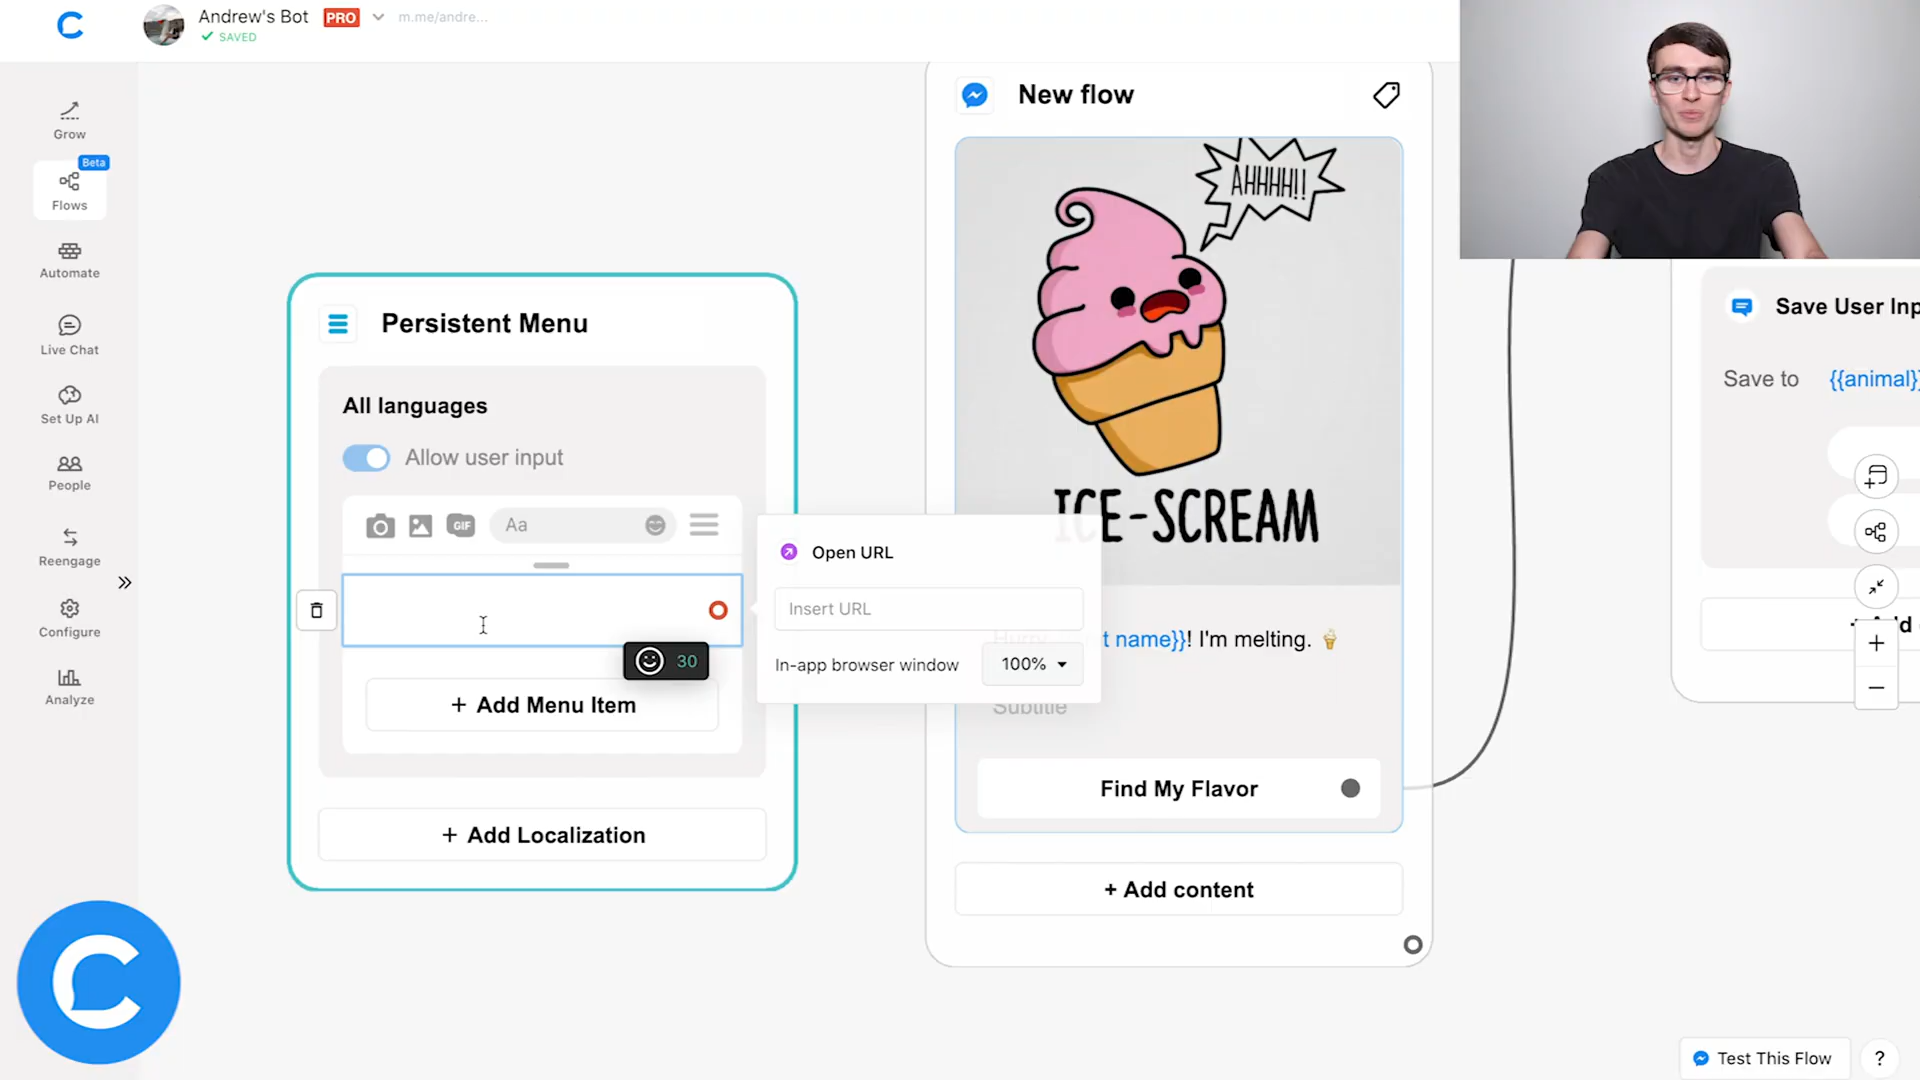 Andrew's Bot PRO m.me/andre...
SAVED
Grow
Beta
Flows
Automate
Live Chat
Set Up AI
People
Reengage
Configure
Analyze
Persistent Menu
All languages
Allow user input
GIF Aa
30
+ Add Menu Item
+ Add Localization
Open URL
Insert URL
In-app browser window 100%
New flow
AHHHH!!
ICE-SCREAM
t name}}! I'm melting.
Subtitle
Find My Flavor
+ Add content
Save User Inp
Save to {{animal}}
Test This Flow ?